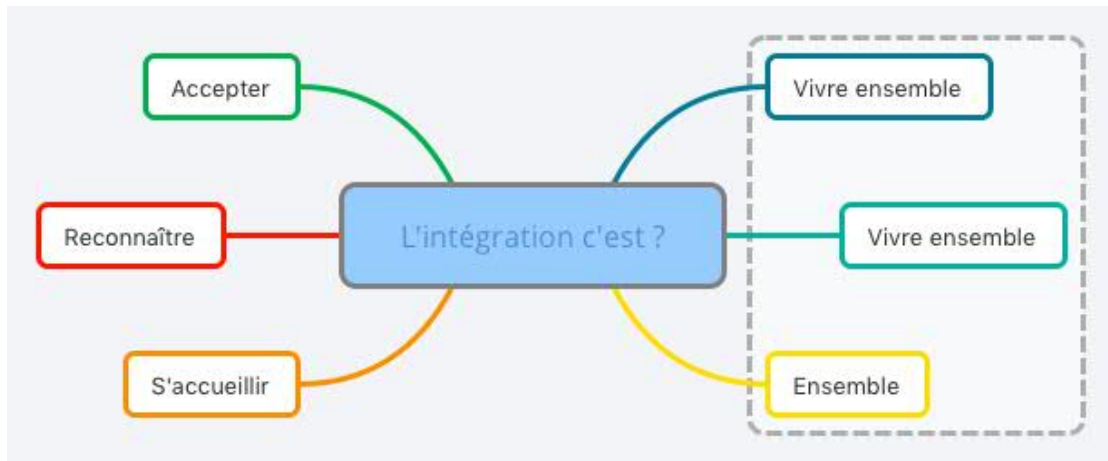 Accepter
Vivre ensemble
Reconnaître
L'intégration c'est ?
Vivre ensemble
S'accueillir
Ensemble